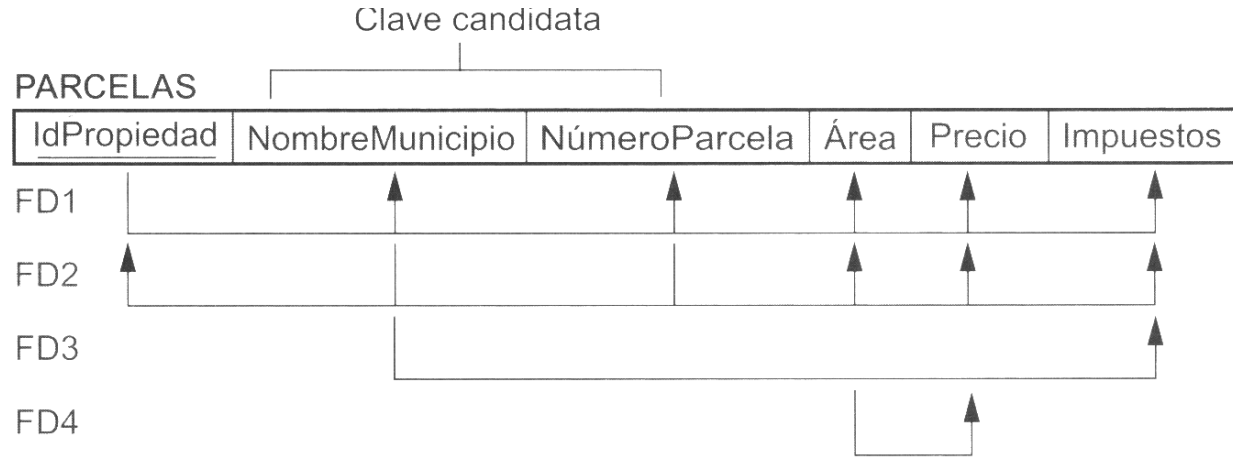 Clave candidata
PARCELAS
IdPropiedad NombreMunicipio NúmeroParcela Área Precio Impuestos
FD1
FD2
FD3
FD4